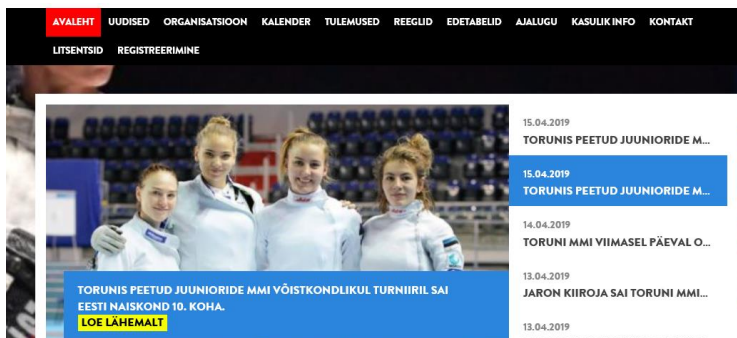 AVALEHT UUDISED ORGANISATSIOON KALENDER TULEMUSED REEGLID EDETABELID AJALUGU KASULIK INFO KONTAKT
LITSENTSID REGISTREERIMINE
TORUNIS PEETUD JUUNIORIDE MMI VÕISTKONDLIKUL TURNIIRIL SAI
EESTI NAISKOND 10. KOHA.
LOE LÄHEMALT
15.04.2019
TORUNIS PEETUD JUUNIORIDE M...
15.04.2019
TORUNIS PEETUD JUUNIORIDE M...
14.04.2019
TORUNI MMI VIIMASEL PÄEVAL O...
13.04.2019
JARON KIIROJA SAI TORUNI MMI...
13.04.2019